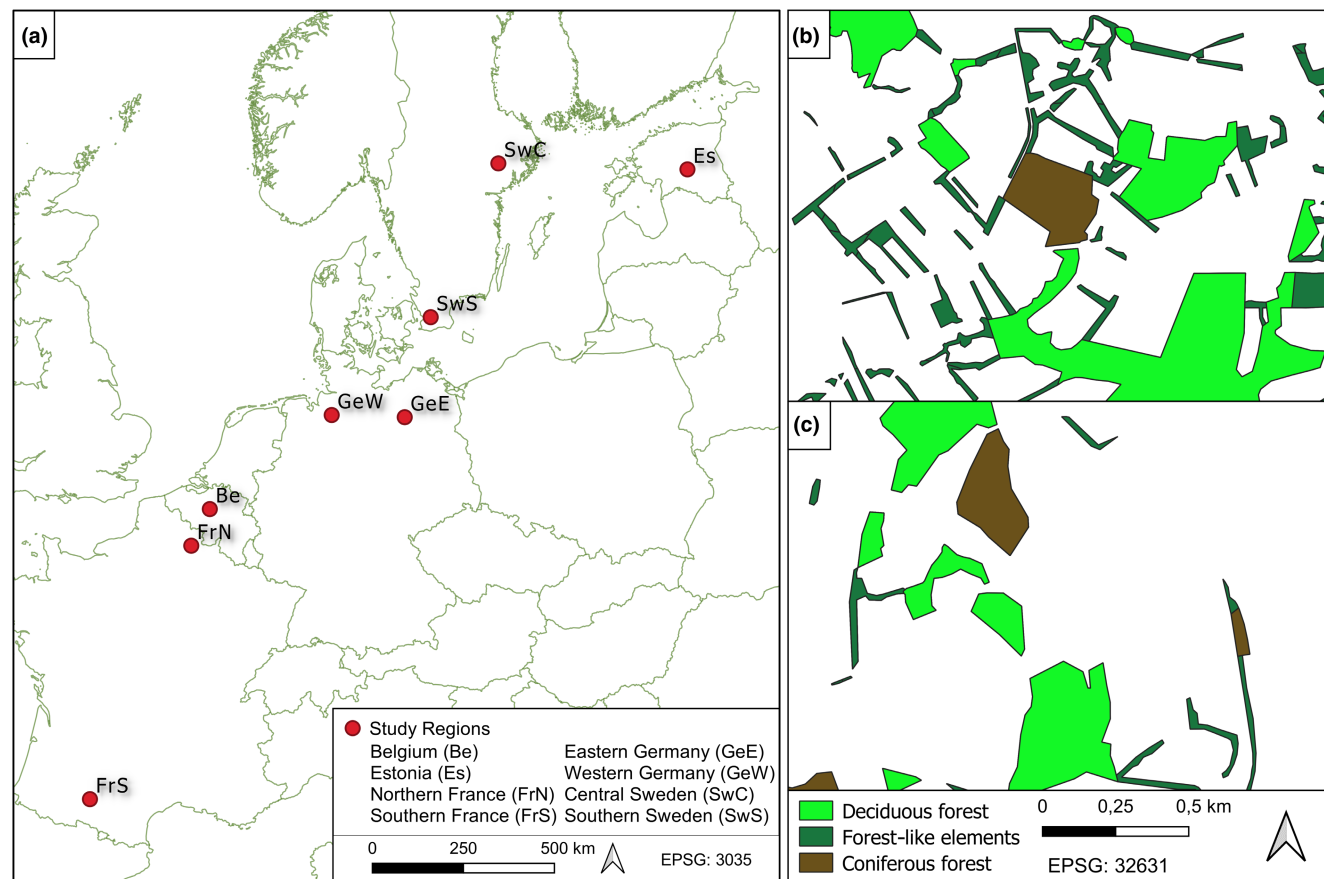 (a)
SwC
Es
SwS
GeW
GeE
Be
FrN
FrS
Study Regions
Belgium (Be) Eastern Germany (GeE)
Estonia (Es) Western Germany (GeW)
Northern France (FrN) Central Sweden (SwC)
Southern France (FrS) Southern Sweden (SwS)
0 250 500 km
EPSG: 3035
(b)
(c)
Deciduous forest
Forest-like elements
Coniferous forest
0 0,25 0,5 km
EPSG: 32631